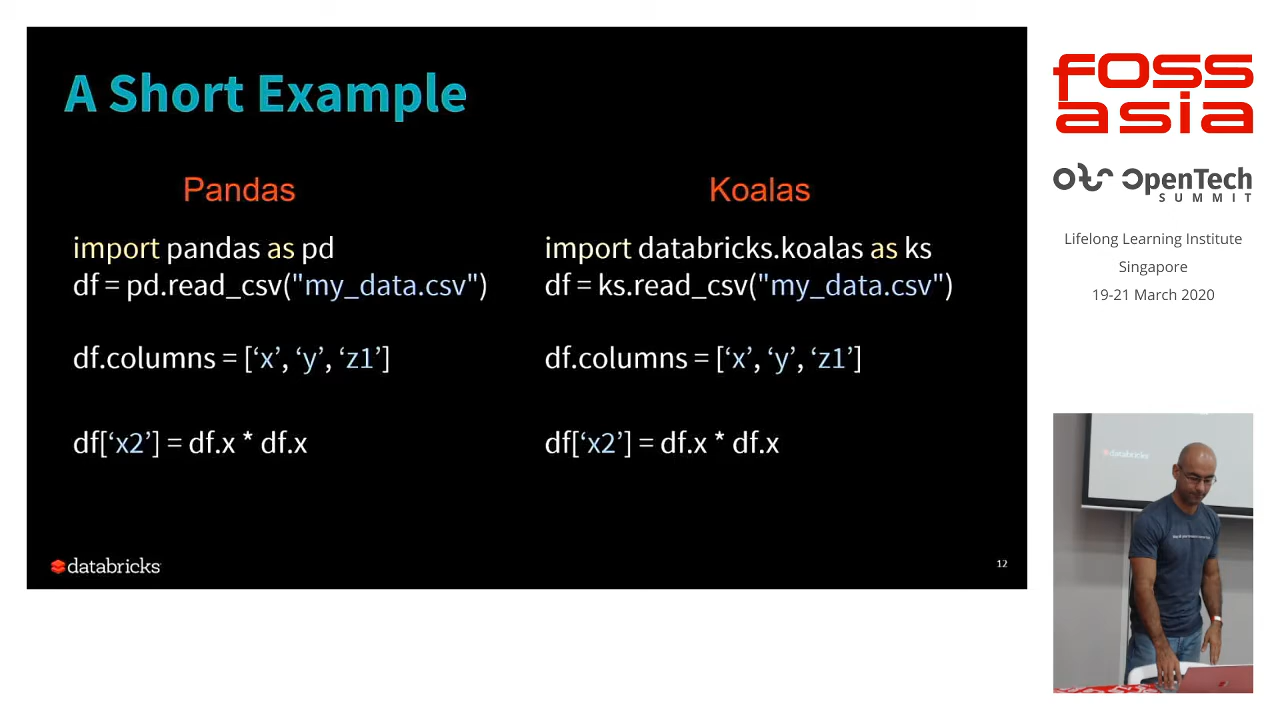 A Short Example
Pandas
import pandas as pd
df = pd.read_csv("my_data.csv")
df.columns = [‘x’, ‘y’, ‘z1’]
df[‘x2’] = df.x * df.x
Koalas
import databricks.koalas as ks
df = ks.read_csv("my_data.csv")
df.columns = [‘x’, ‘y’, ‘z1’]
df[‘x2’] = df.x * df.x
databricks
12
foss
asia
OpenTech
SUMMIT
Lifelong Learning Institute
Singapore
19-21 March 2020
databricks